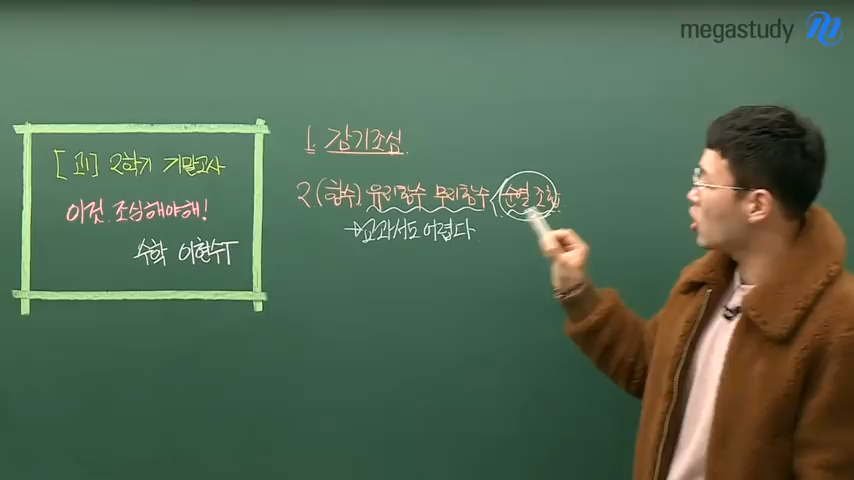 megastudy
[고1] 2학기 기말고사
이것 조심해야해!
수학 이현수T
1. 감기조심
2 (함수) 유리함수 무리함수 < 순열 조합
→ 교과서도 어렵다